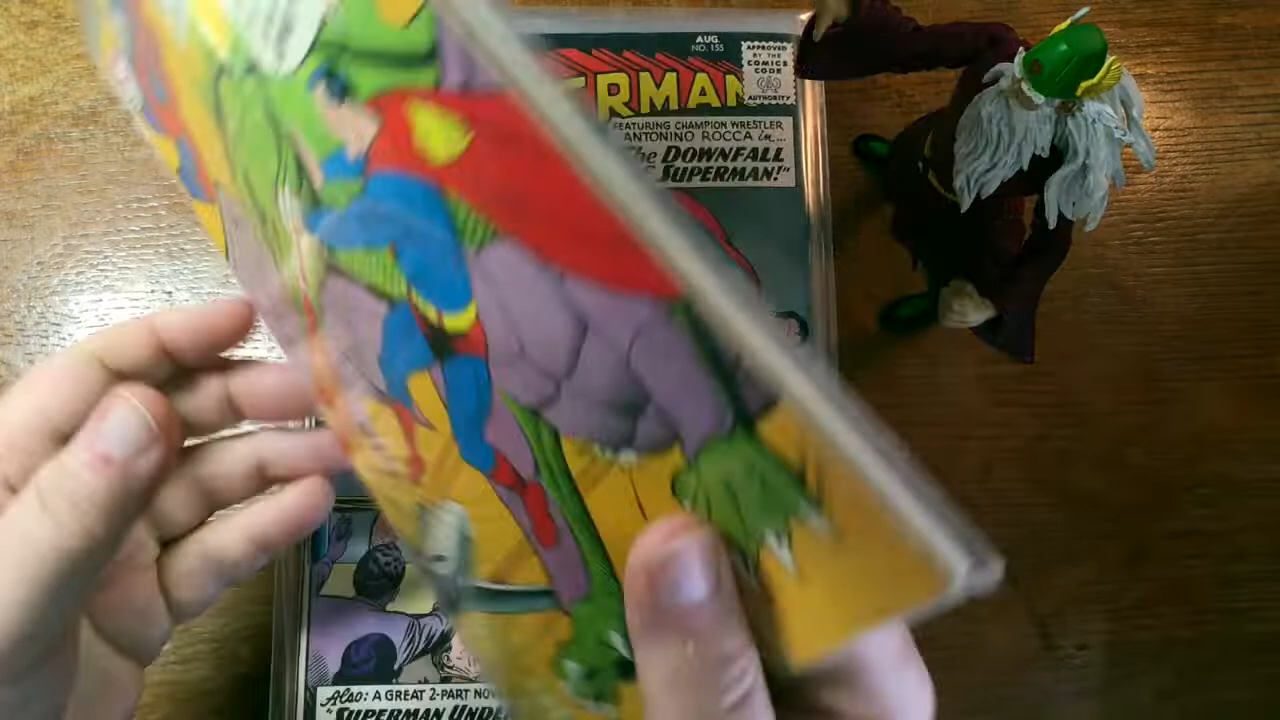 AUG.
NO. 155
APPROVED
BY THE
COMICS
CODE
AUTHORITY
ERMAN
FEATURING CHAMPION WRESTLER
ANTONINO ROCCA in...
The DOWNFALL
SUPERMAN!"
Also: A GREAT 2-PART NOV
"SUPERMAN UNDE